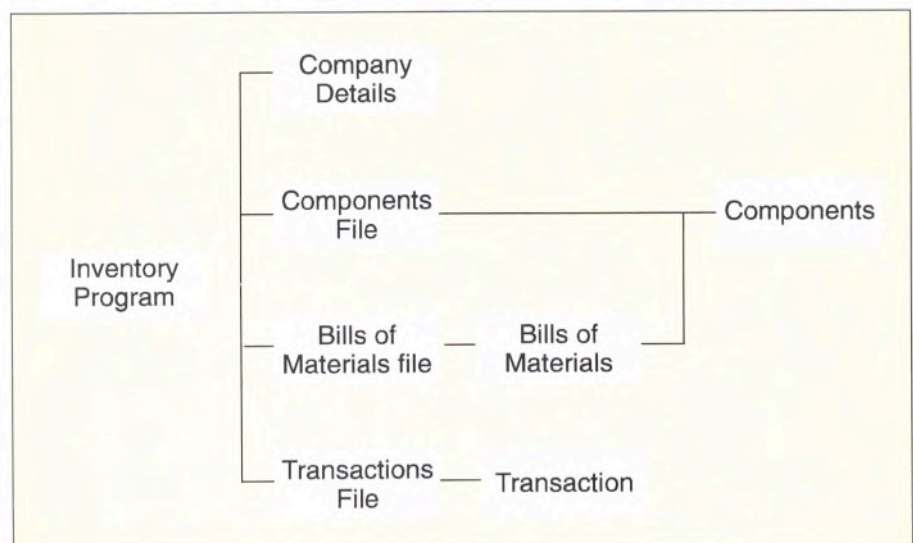 Company
Details
Components
File
Components
Inventory
Program
Bills of
Materials file
Bills of
Materials
Transactions
File
Transaction